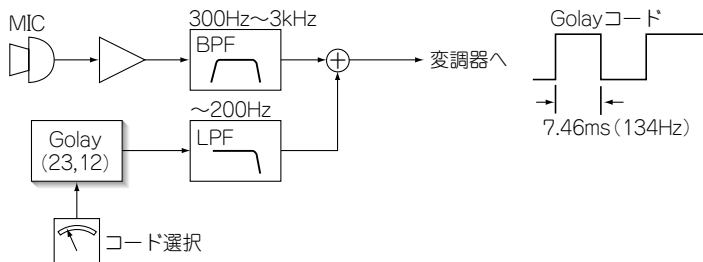 MIC
300Hz～3kHz
BPF
変調器へ
Golayコード
7.46ms(134Hz)
～200Hz
LPF
Golay
(23,12)
コード選択